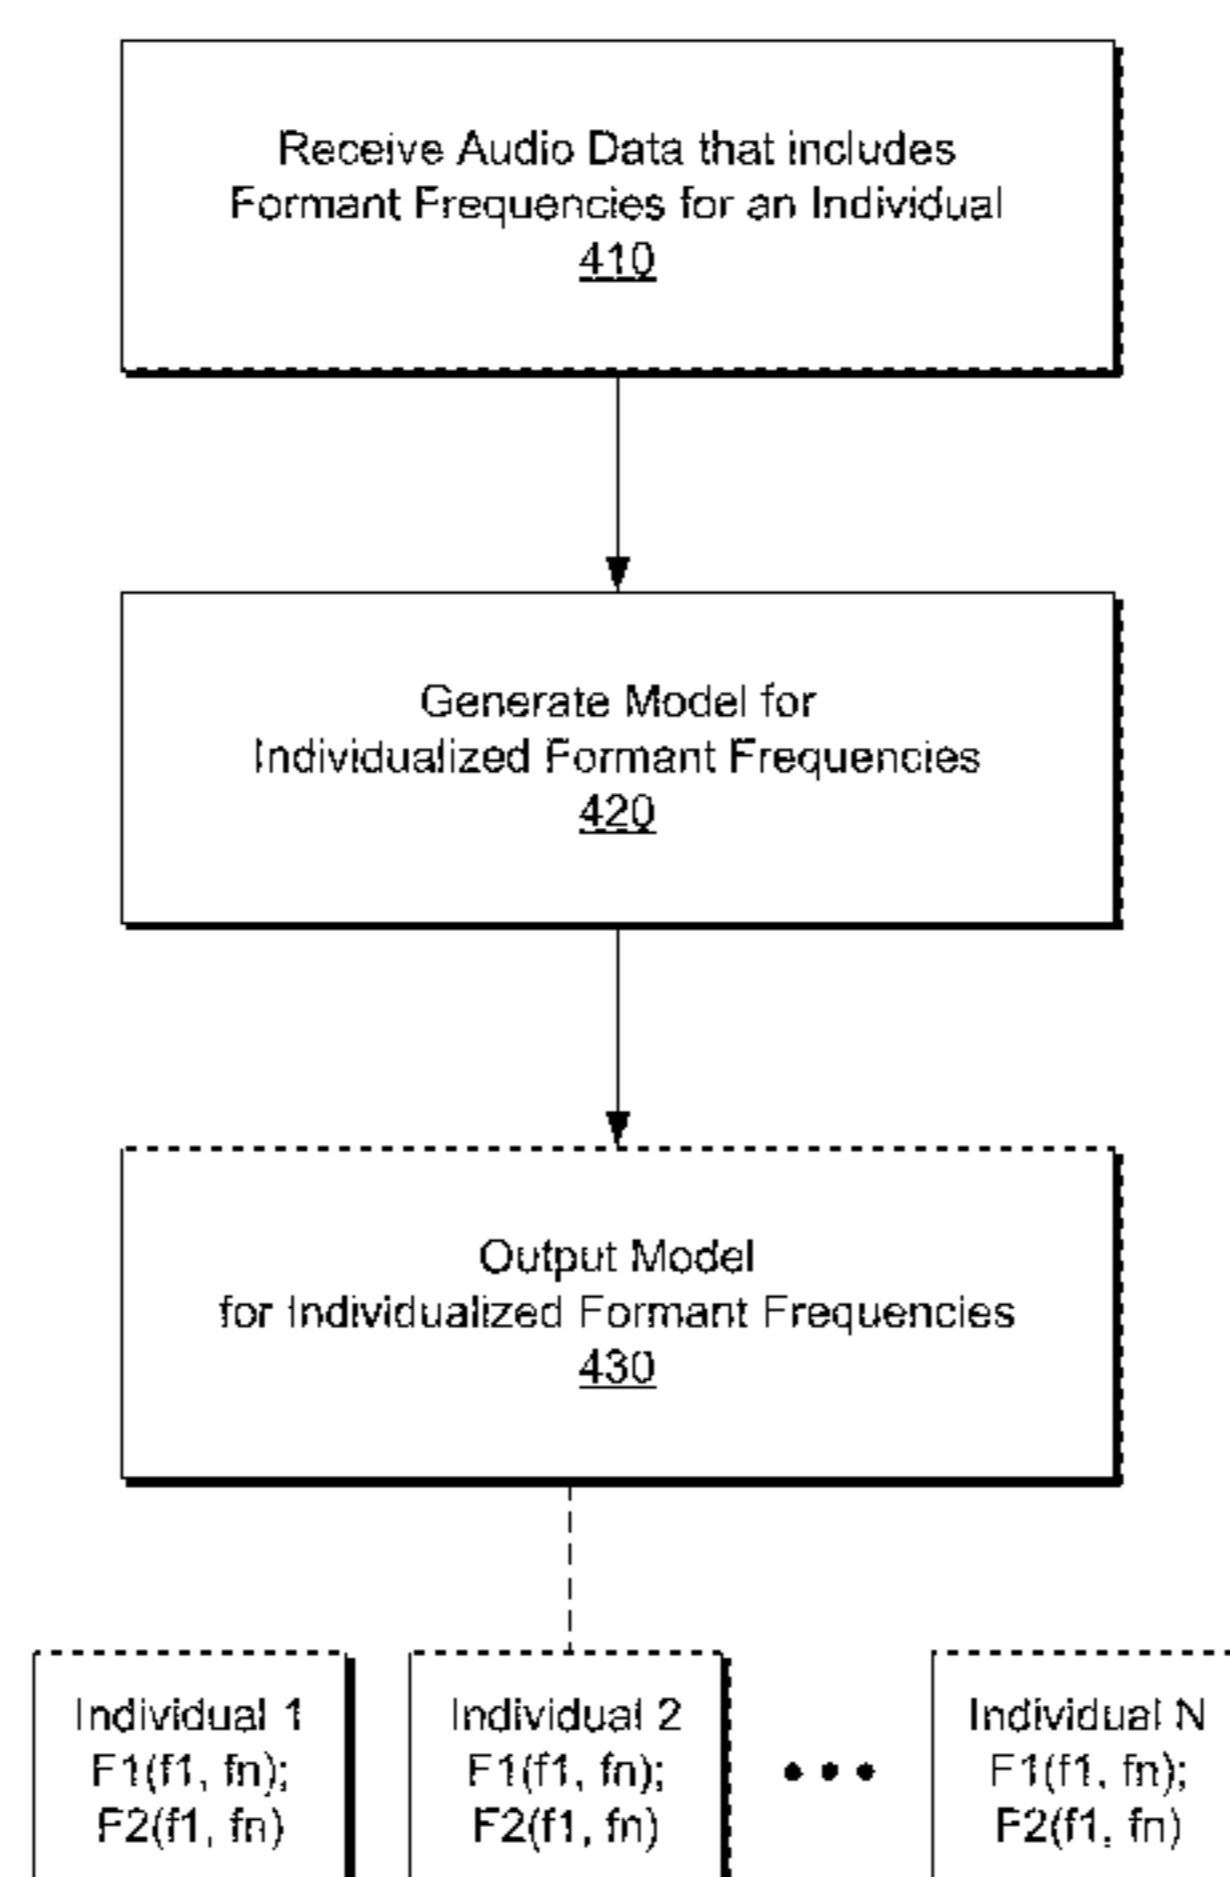 Receive Audio Data that includes
Formant Frequencies for an Individual
410
Generate Model for
Individualized Formant Frequencies
420
Output Model
for Individualized Formant Frequencies
430
Individual 1
F1(f1, fn);
F2(f1, fn)
Individual 2
F1(f1, fn);
F2(f1, fn)
• • •
Individual N
F1(f1, fn);
F2(f1, fn)